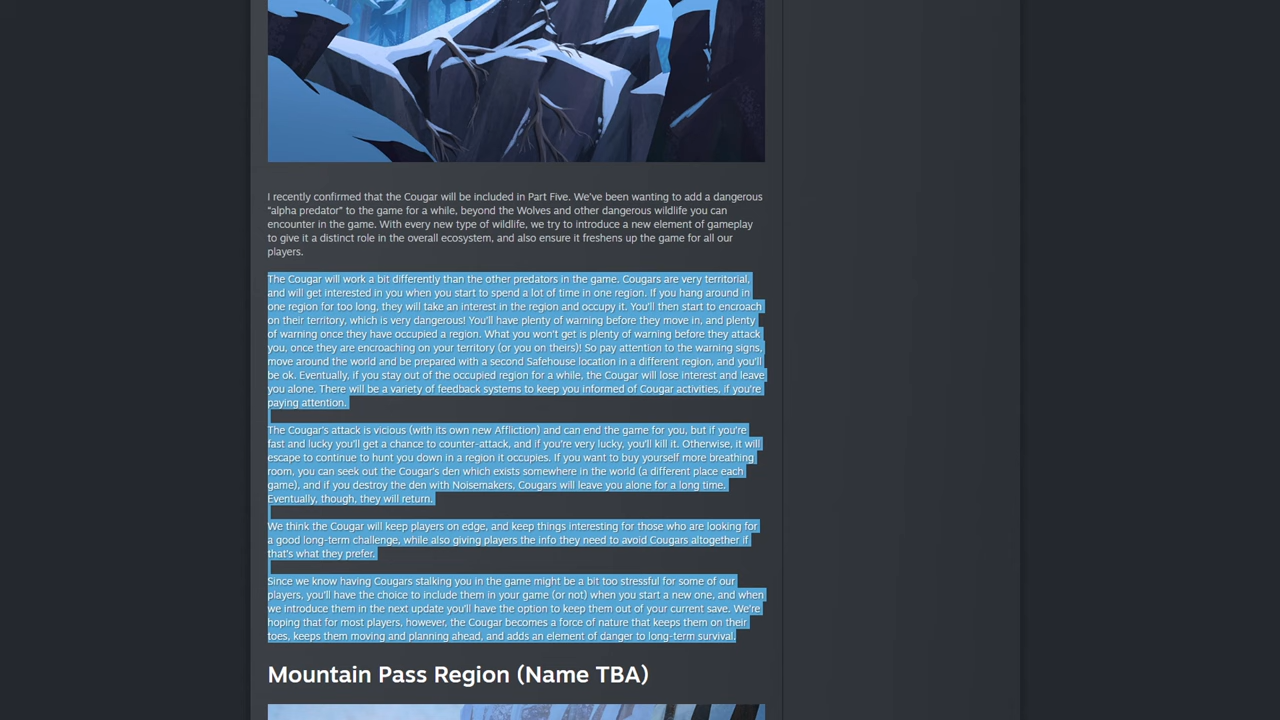 I recently confirmed that the Cougar will be included in Part Five. We've been wanting to add a dangerous
"alpha predator" to the game for a while, beyond the Wolves and other dangerous wildlife you can
encounter in the game. With every new type of wildlife, we try to introduce a new element of gameplay
to give it a distinct role in the overall ecosystem, and also ensure it freshens up the game for all our
players.
The Cougar will work a bit differently than the other predators in the game. Cougars are very territorial,
and will get interested in you when you start to spend a lot of time in one region. If you hang around in
one region for too long, they will take an interest in the region and occupy it. You'll then start to encroach
on their territory, which is very dangerous! You'll have plenty of warning before they move in, and plenty
of warning once they have occupied a region. What you won't get is plenty of warning before they attack
you, once they are encroaching on your territory (or you on theirs)! So pay attention to the warning signs,
move around the world and be prepared with a second Safehouse location in a different region, and you'll
be ok. Eventually, if you stay out of the occupied region for a while, the Cougar will lose interest and leave
you alone. There will be a variety of feedback systems to keep you informed of Cougar activities, if you're
paying attention.
The Cougar's attack is vicious (with its own new Affliction) and can end the game for you, but if you're
fast and lucky you'll get a chance to counter-attack, and if you're very lucky, you'll kill it. Otherwise, it will
escape to continue to hunt you down in a region it occupies. If you want to buy yourself more breathing
room, you can seek out the Cougar's den which exists somewhere in the world (a different place each
game), and if you destroy the den with Noisemakers, Cougars will leave you alone for a long time.
Eventually, though, they will return.
We think the Cougar will keep players on edge, and keep things interesting for those who are looking for
a good long-term challenge, while also giving players the info they need to avoid Cougars altogether if
that's what they prefer.
Since we know having Cougars stalking you in the game might be a bit too stressful for some of our
players, you'll have the choice to include them in your game (or not) when you start a new one, and when
we introduce them in the next update you'll have the option to keep them out of your current save. We're
hoping that for most players, however, the Cougar becomes a force of nature that keeps them on their
toes, keeps them moving and planning ahead, and adds an element of danger to long-term survival.
Mountain Pass Region (Name TBA)